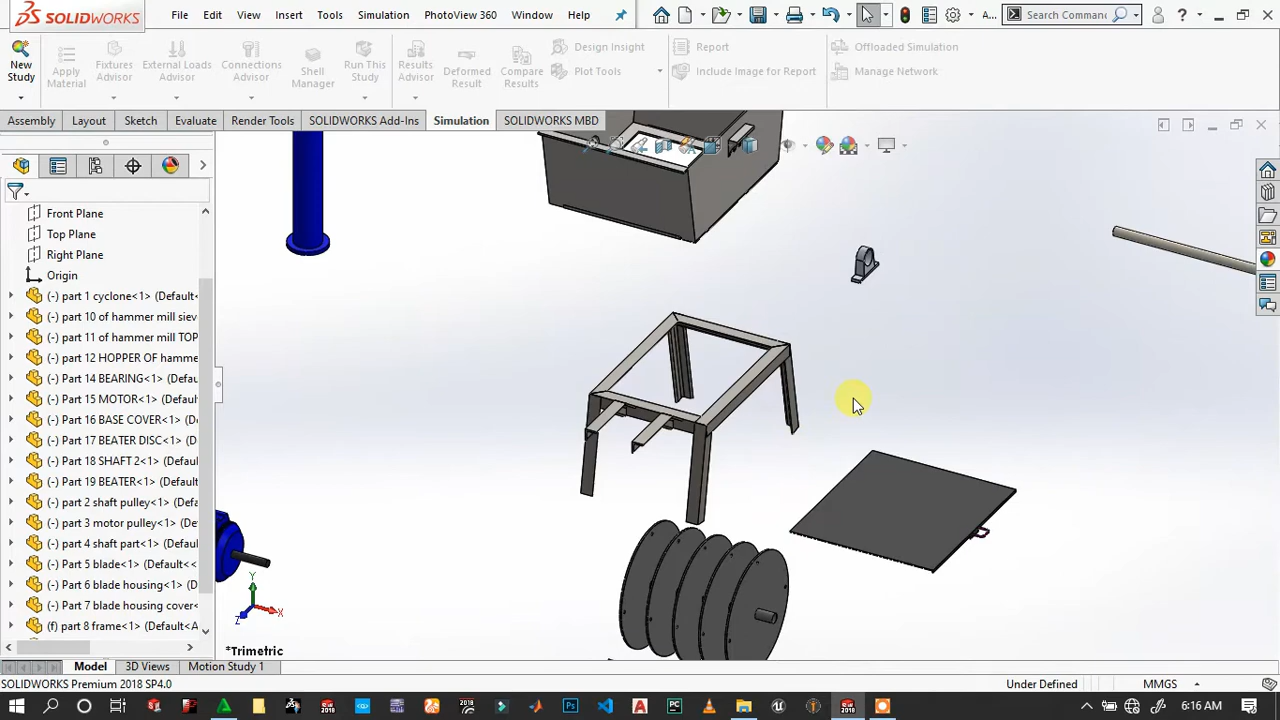 SOLIDWORKS
File
Edit
View
Insert
Tools
Simulation
PhotoView 360
Window
Help
A...
Search Comman
?
New
Study
Apply
Material
Fixtures
Advisor
External Loads
Advisor
Connections
Advisor
Shell
Manager
Run This
Study
Results
Advisor
Deformed
Result
Compare
Results
Design Insight
Plot Tools
Report
Include Image for Report
Offloaded Simulation
Manage Network
Assembly
Layout
Sketch
Evaluate
Render Tools
SOLIDWORKS Add-Ins
Simulation
SOLIDWORKS MBD
Front Plane
Top Plane
Right Plane
Origin
(-) part 1 cyclone<1> (Default<
(-) part 10 of hammer mill siev
(-) part 11 of hammer mill TOP
(-) part 12 HOPPER OF hamme
(-) Part 14 BEARING<1> (Defau
(-) Part 15 MOTOR<1> (Default
(-) Part 16 BASE COVER<1> (De
(-) Part 17 BEATER DISC<1> (D
(-) Part 18 SHAFT 2<1> (Defaul
(-) Part 19 BEATER<1> (Defaul
(-) part 2 shaft pulley<1> (Def
(-) part 3 motor pulley<1> (De
(-) part 4 shaft part<1> (Defau
(-) Part 5 blade<1> (Default<<
(-) Part 6 blade housing<1> (D
(-) Part 7 blade housing cover<
(f) part 8 frame<1> (Default<A
Y
X
Z
*Trimetric
Model
3D Views
Motion Study 1
SOLIDWORKS Premium 2018 SP4.0
Under Defined
MMGS
6:16 AM